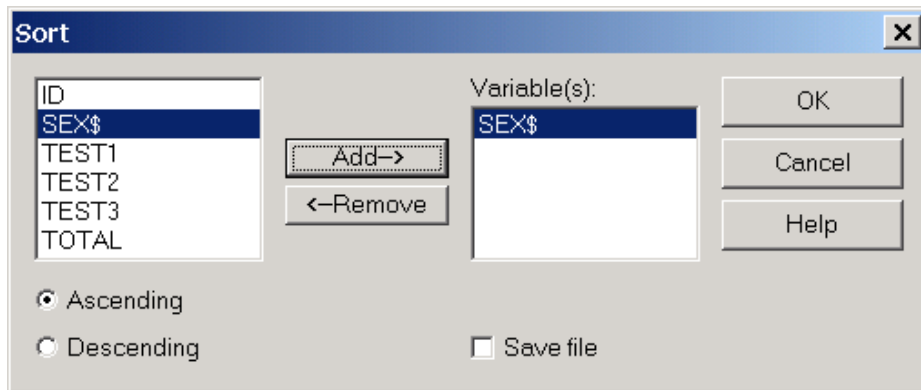 Sort
ID
SEX$
TEST1
TEST2
TEST3
TOTAL
Add–>
<–Remove
Variable(s):
SEX$
OK
Cancel
Help
Ascending
Descending
Save file